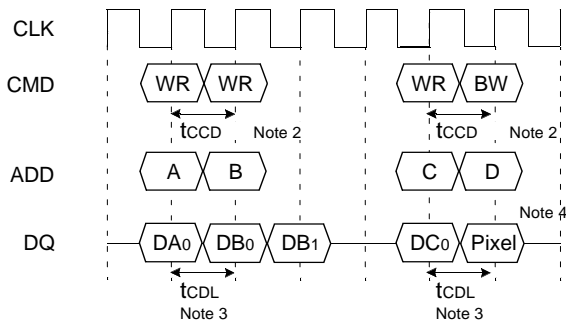 CLK
CMD WR WR WR BW
tCCD Note 2 tCCD Note 2
ADD A B C D
Note 4
DQ DA0 DB0 DB1 DC0 Pixel
tCDL tCDL
Note 3 Note 3